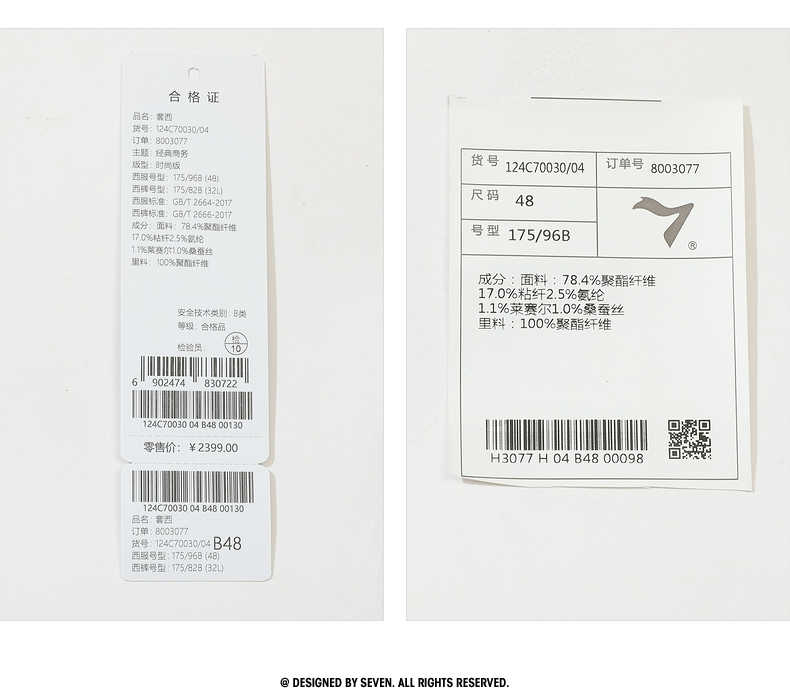 合格证
品名：套西
货号：124C70030/04
订单：8003077
主题：经典商务
版型：时尚版
西服号型：175/96B (48)
西裤号型：175/82B (32L)
西服标准：GB/T 2664-2017
西裤标准：GB/T 2666-2017
成分：面料：78.4%聚酯纤维
17.0%粘纤2.5%氨纶
1.1%莱赛尔1.0%桑蚕丝
里料：100%聚酯纤维
安全技术类别：B类
等级：合格品
检验员：
检
10
6 902474 830722
124C70030 04 B48 00130
零售价：￥2399.00
124C70030 04 B48 00130
品名：套西
订单：8003077
货号：124C70030/04 B48
西服号型：175/96B (48)
西裤号型：175/82B (32L)
货号 124C70030/04 订单号 8003077
尺码 48
号型 175/96B
®
成分：面料：78.4%聚酯纤维
17.0%粘纤2.5%氨纶
1.1%莱赛尔1.0%桑蚕丝
里料：100%聚酯纤维
H3077 H 04 B48 00098
@ DESIGNED BY SEVEN. ALL RIGHTS RESERVED.